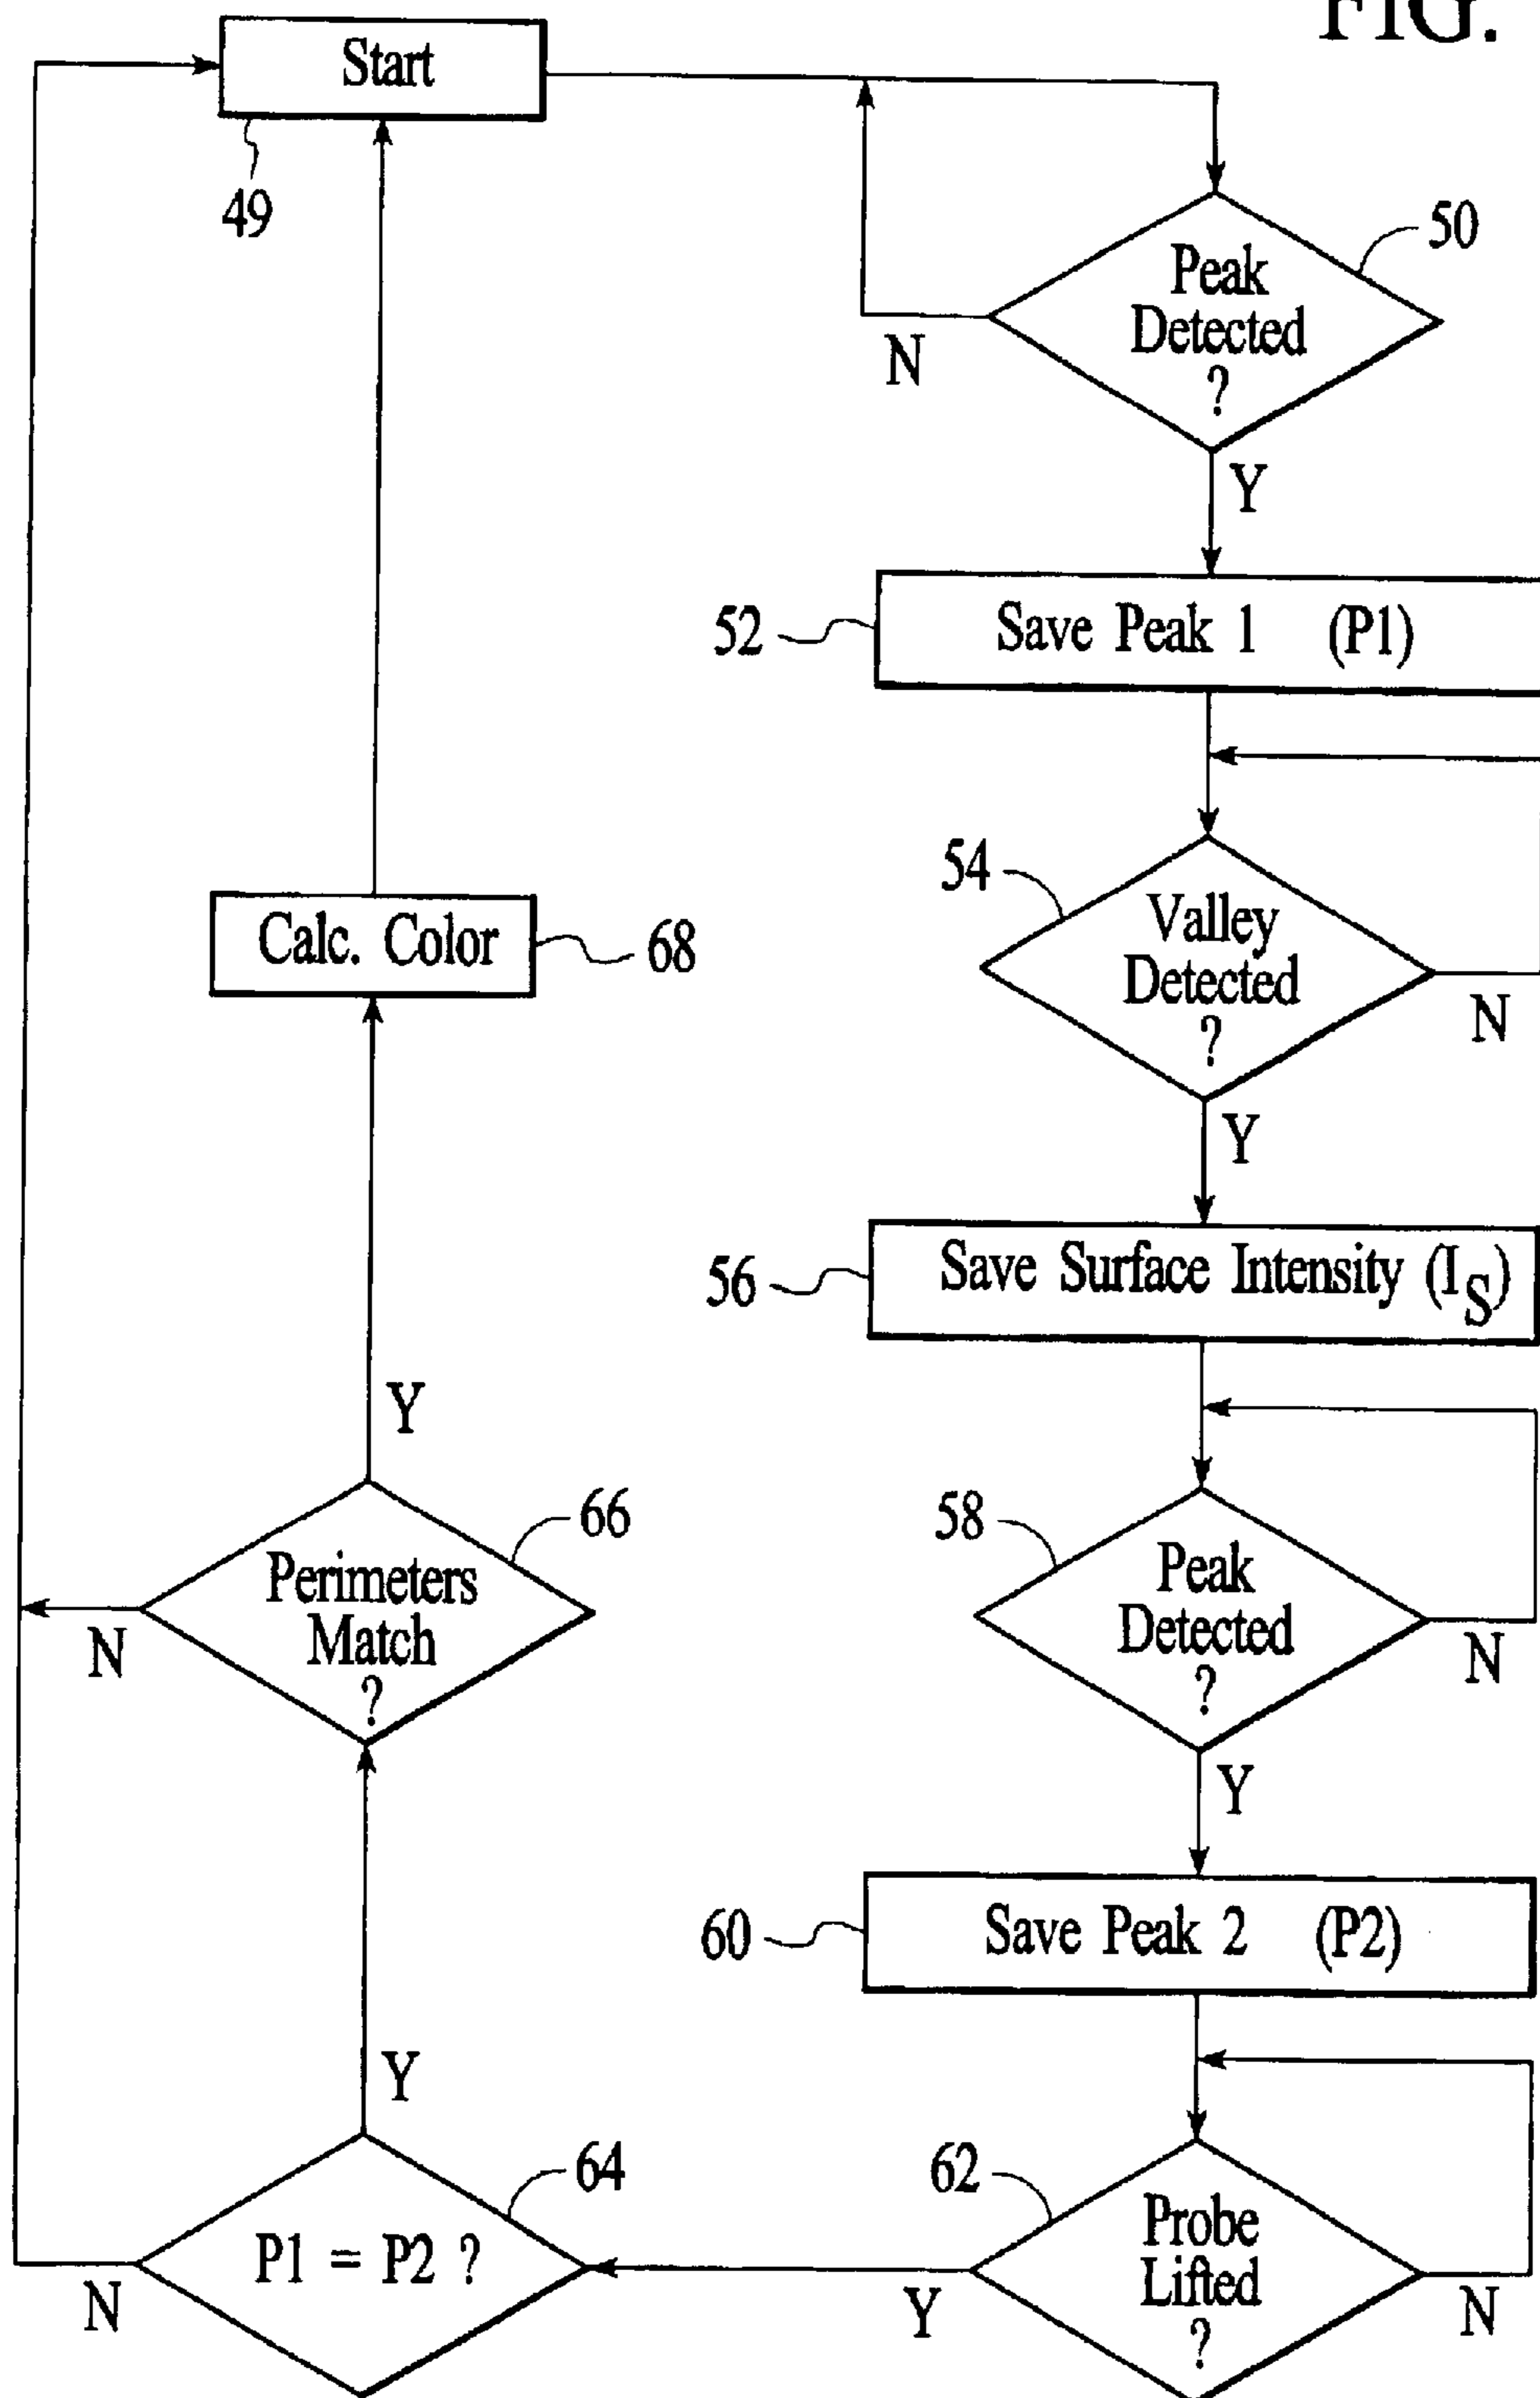 FIG.
Start
49
Peak
Detected
?
50
N
Y
52
Save Peak 1 (P1)
54
Valley
Detected
?
N
Y
Calc. Color
68
56
Save Surface Intensity (IS)
58
Peak
Detected
?
N
Y
60
Save Peak 2 (P2)
62
Probe
Lifted
?
N
Y
64
P1 = P2 ?
N
Y
66
Perimeters
Match
?
N
Y